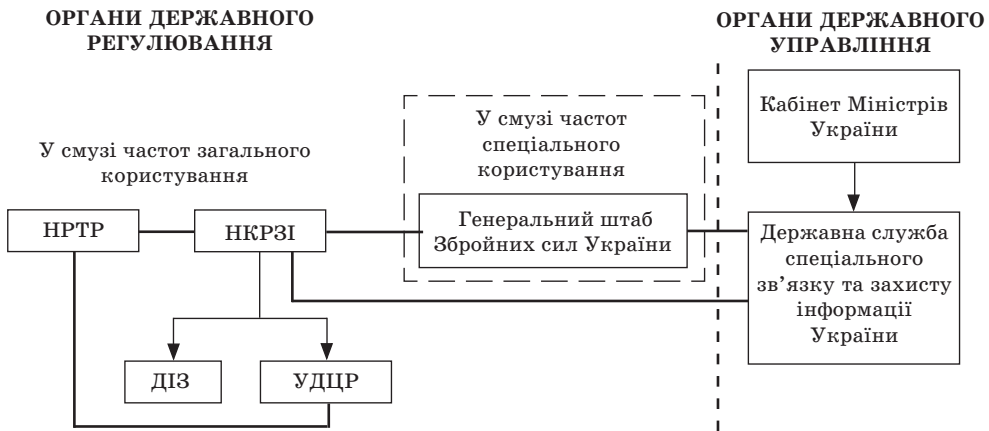 ОРГАНИ ДЕРЖАВНОГО
РЕГУЛЮВАННЯ
ОРГАНИ ДЕРЖАВНОГО
УПРАВЛІННЯ
У смузі частот загального
користування
У смузі частот
спеціального
користування
Кабінет Міністрів
України
НРТР
НКРЗІ
Генеральний штаб
Збройних сил України
Державна служба
спеціального
зв’язку та захисту
інформації
України
ДІЗ
УДЦР